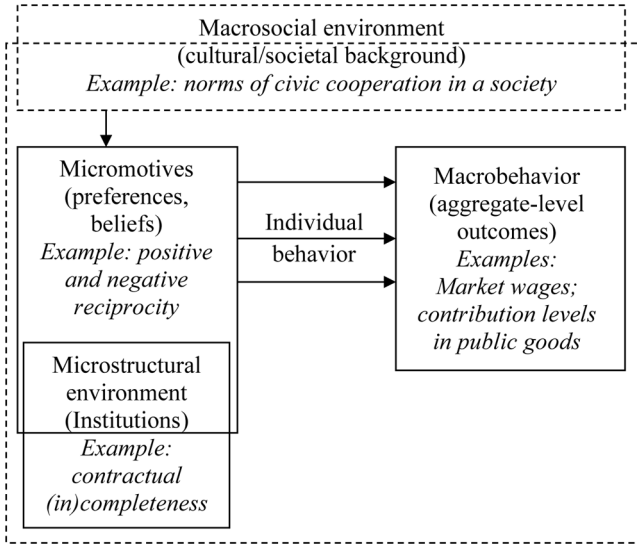 Macrosocial environment
(cultural/societal background)
Example: norms of civic cooperation in a society
Micromotives
(preferences,
beliefs)
Example: positive
and negative
reciprocity
Microstructural
environment
(Institutions)
Example:
contractual
(in)completeness
Individual
behavior
Macrobehavior
(aggregate-level
outcomes)
Examples:
Market wages;
contribution levels
in public goods